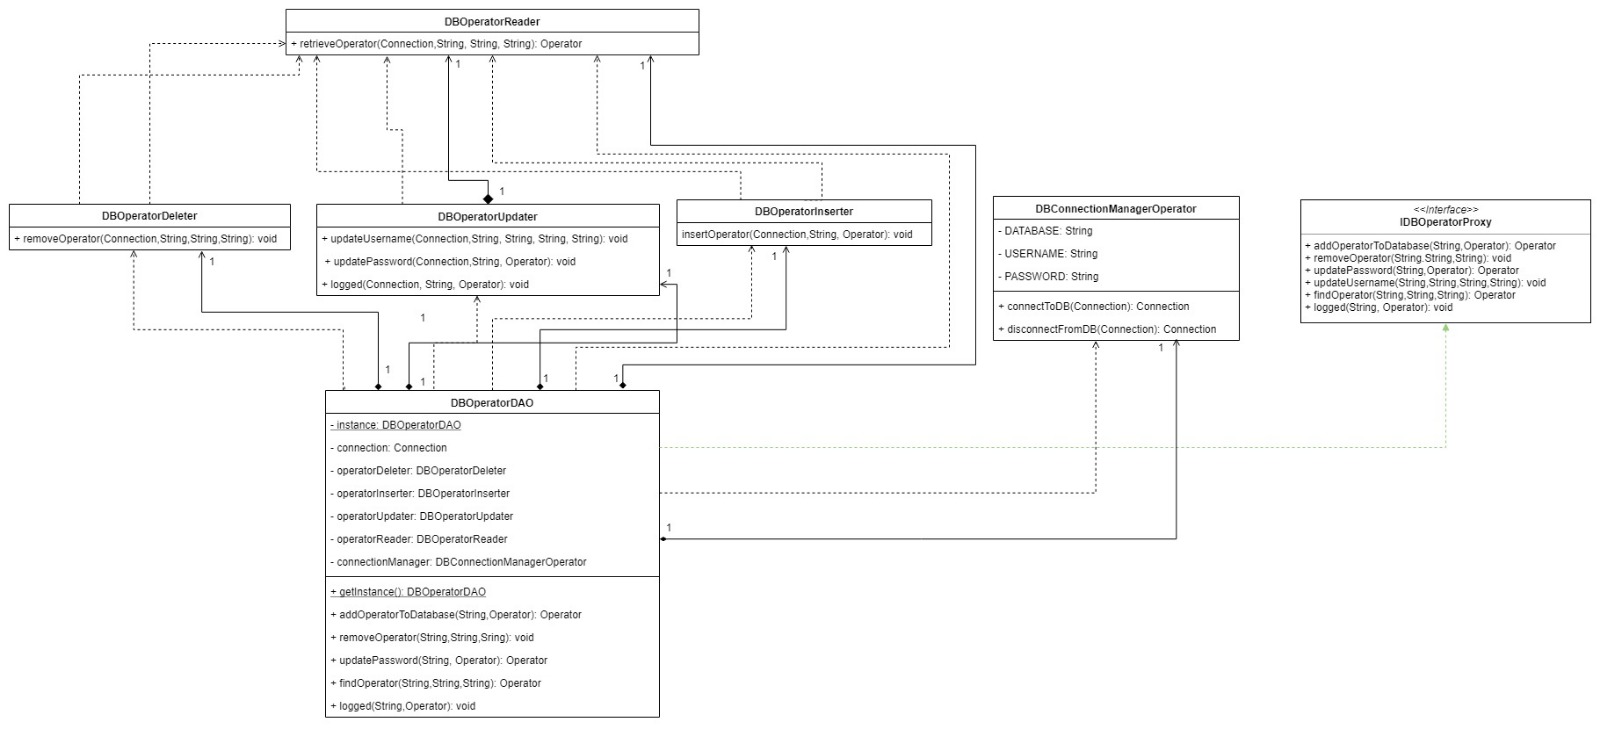 DBOperatorReader
+ retrieveOperator(Connection,String, String, String): Operator
1
1
1
DBOperatorDeleter
+ removeOperator(Connection,String,String,String): void
1
DBOperatorUpdater
+ updateUsername(Connection,String, String, String, String): void
+ updatePassword(Connection,String, Operator): void
+ logged(Connection, String, Operator): void
1
1
DBOperatorInserter
insertOperator(Connection,String, Operator): void
1
DBConnectionManagerOperator
- DATABASE: String
- USERNAME: String
- PASSWORD: String
+ connectToDB(Connection): Connection
+ disconnectFromDB(Connection): Connection
1
<<Interface>>
IDBOperatorProxy
+ addOperatorToDatabase(String,Operator): Operator
+ removeOperator(String.String,String): void
+ updatePassword(String,Operator): Operator
+ updateUsername(String,String,String,String): void
+ findOperator(String,String,String): Operator
+ logged(String, Operator): void
1
1
1
1
DBOperatorDAO
- instance: DBOperatorDAO
- connection: Connection
- operatorDeleter: DBOperatorDeleter
- operatorInserter: DBOperatorInserter
- operatorUpdater: DBOperatorUpdater
- operatorReader: DBOperatorReader
- connectionManager: DBConnectionManagerOperator
1
+ getInstance(): DBOperatorDAO
+ addOperatorToDatabase(String,Operator): Operator
+ removeOperator(String,String,Sring): void
+ updatePassword(String, Operator): Operator
+ findOperator(String,String,String): Operator
+ logged(String,Operator): void